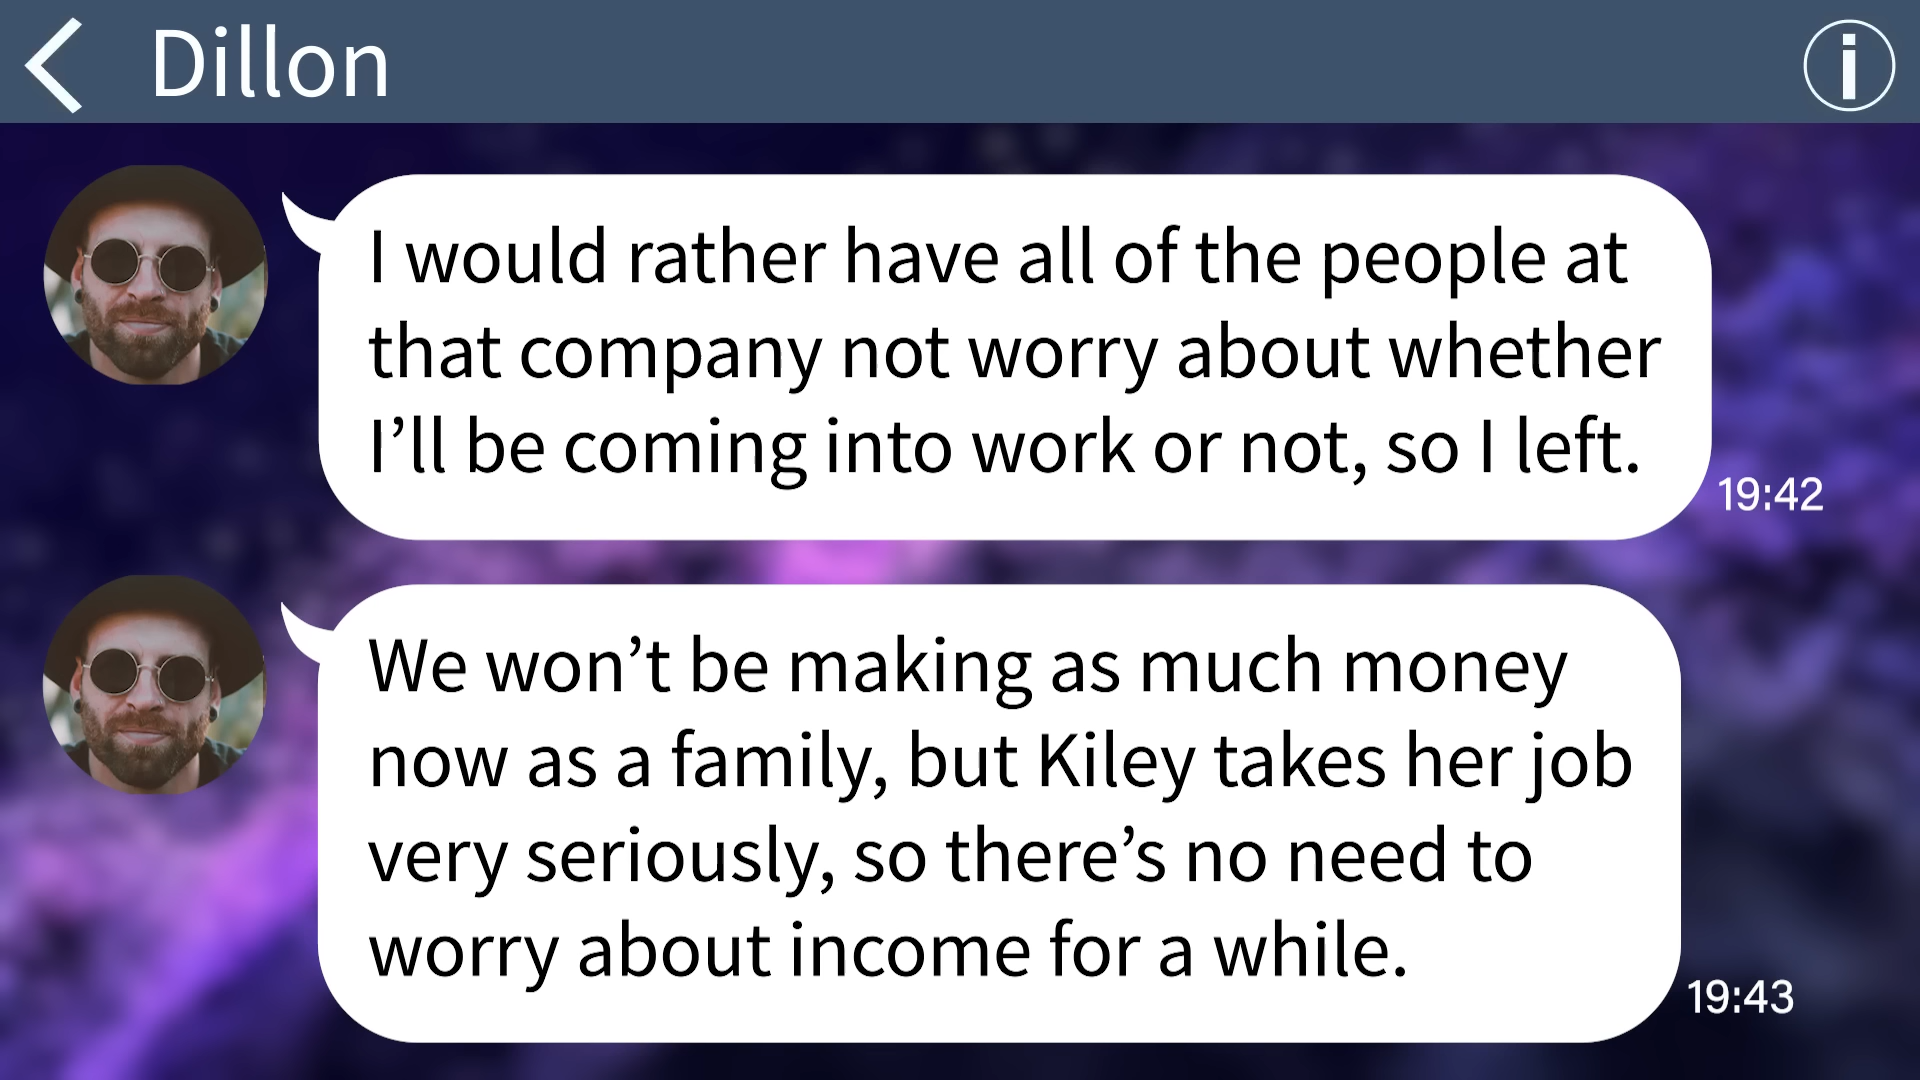 Dillon
I would rather have all of the people at
that company not worry about whether
I’ll be coming into work or not, so I left.
19:42
We won’t be making as much money
now as a family, but Kiley takes her job
very seriously, so there’s no need to
worry about income for a while.
19:43